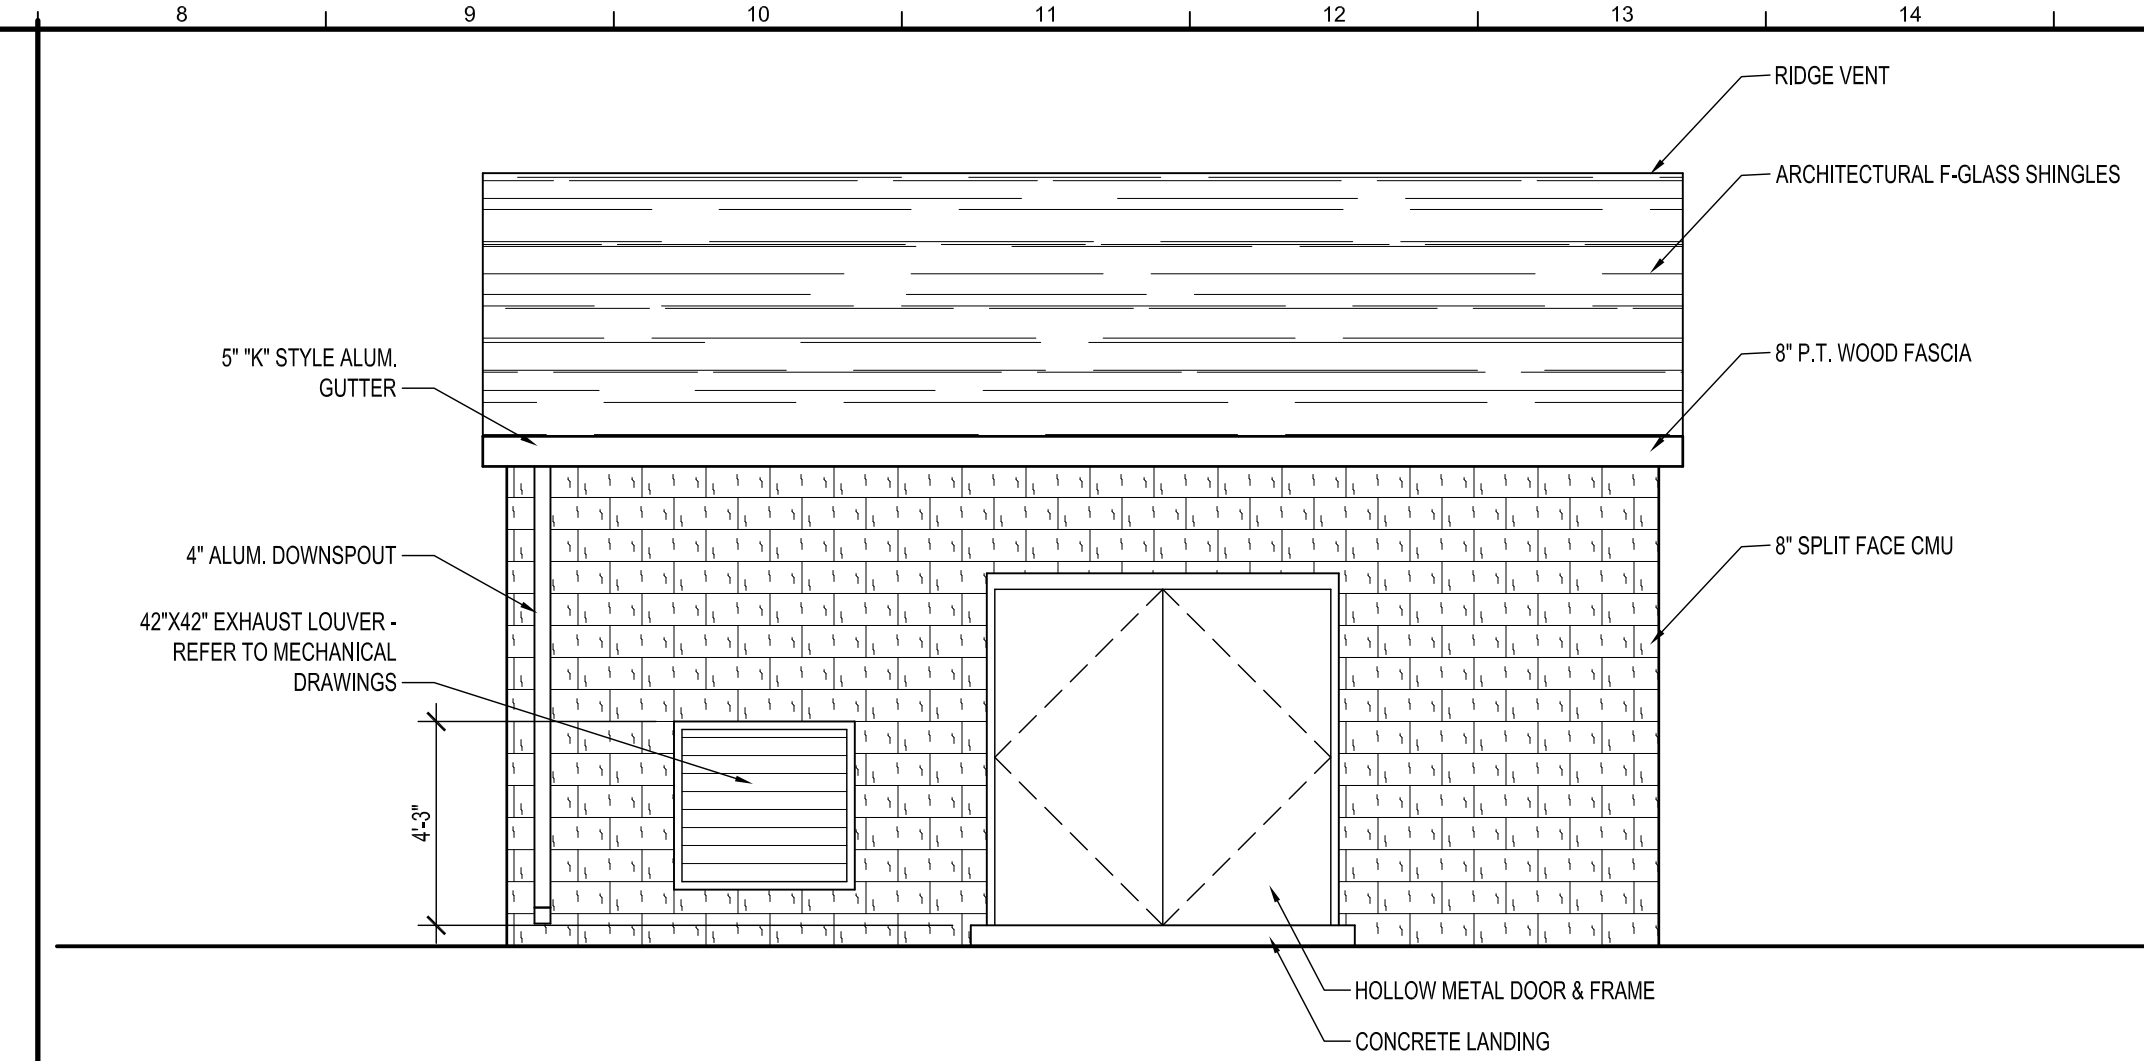 8 9 10 11 12 13 14
RIDGE VENT
ARCHITECTURAL F-GLASS SHINGLES
5" "K" STYLE ALUM.
GUTTER
8" P.T. WOOD FASCIA
4" ALUM. DOWNSPOUT
8" SPLIT FACE CMU
42"X42" EXHAUST LOUVER -
REFER TO MECHANICAL
DRAWINGS
4'-3"
HOLLOW METAL DOOR & FRAME
CONCRETE LANDING